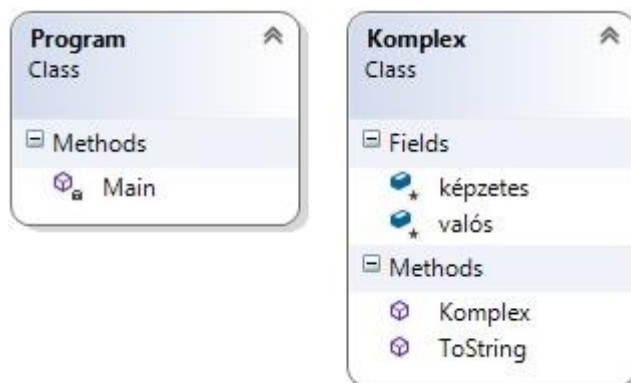 Program
Class
Methods
Main
Komplex
Class
Fields
képzetes
valós
Methods
Komplex
ToString